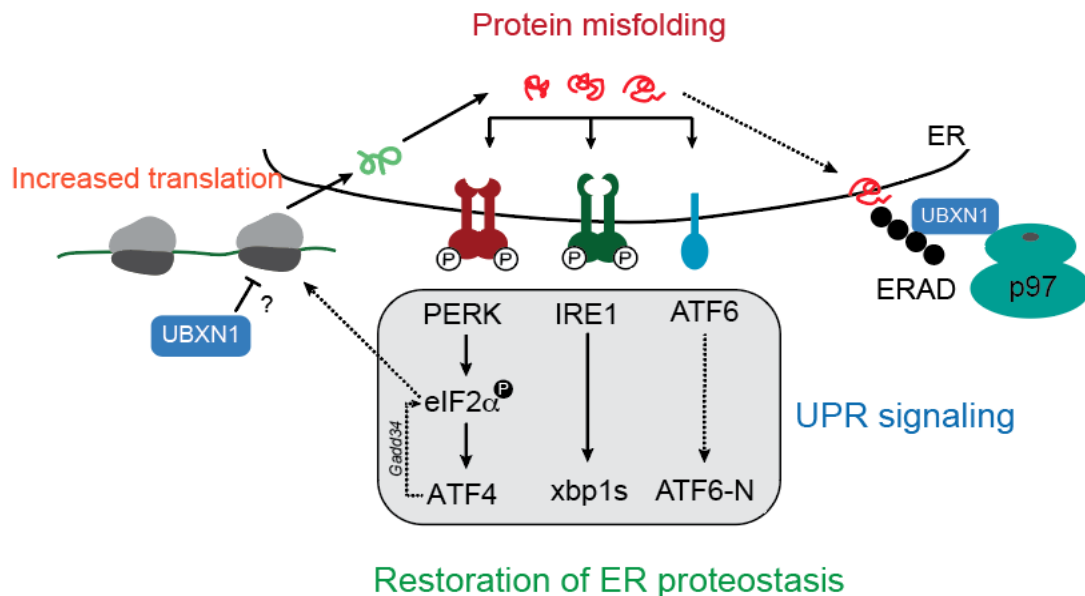 Protein misfolding
ER
Increased translation
UBXN1
P P P P
ERAD
p97
?
UBXN1
PERK
IRE1
ATF6
eIF2α P
UPR signaling
Gadd34
ATF4
xbp1s
ATF6-N
Restoration of ER proteostasis